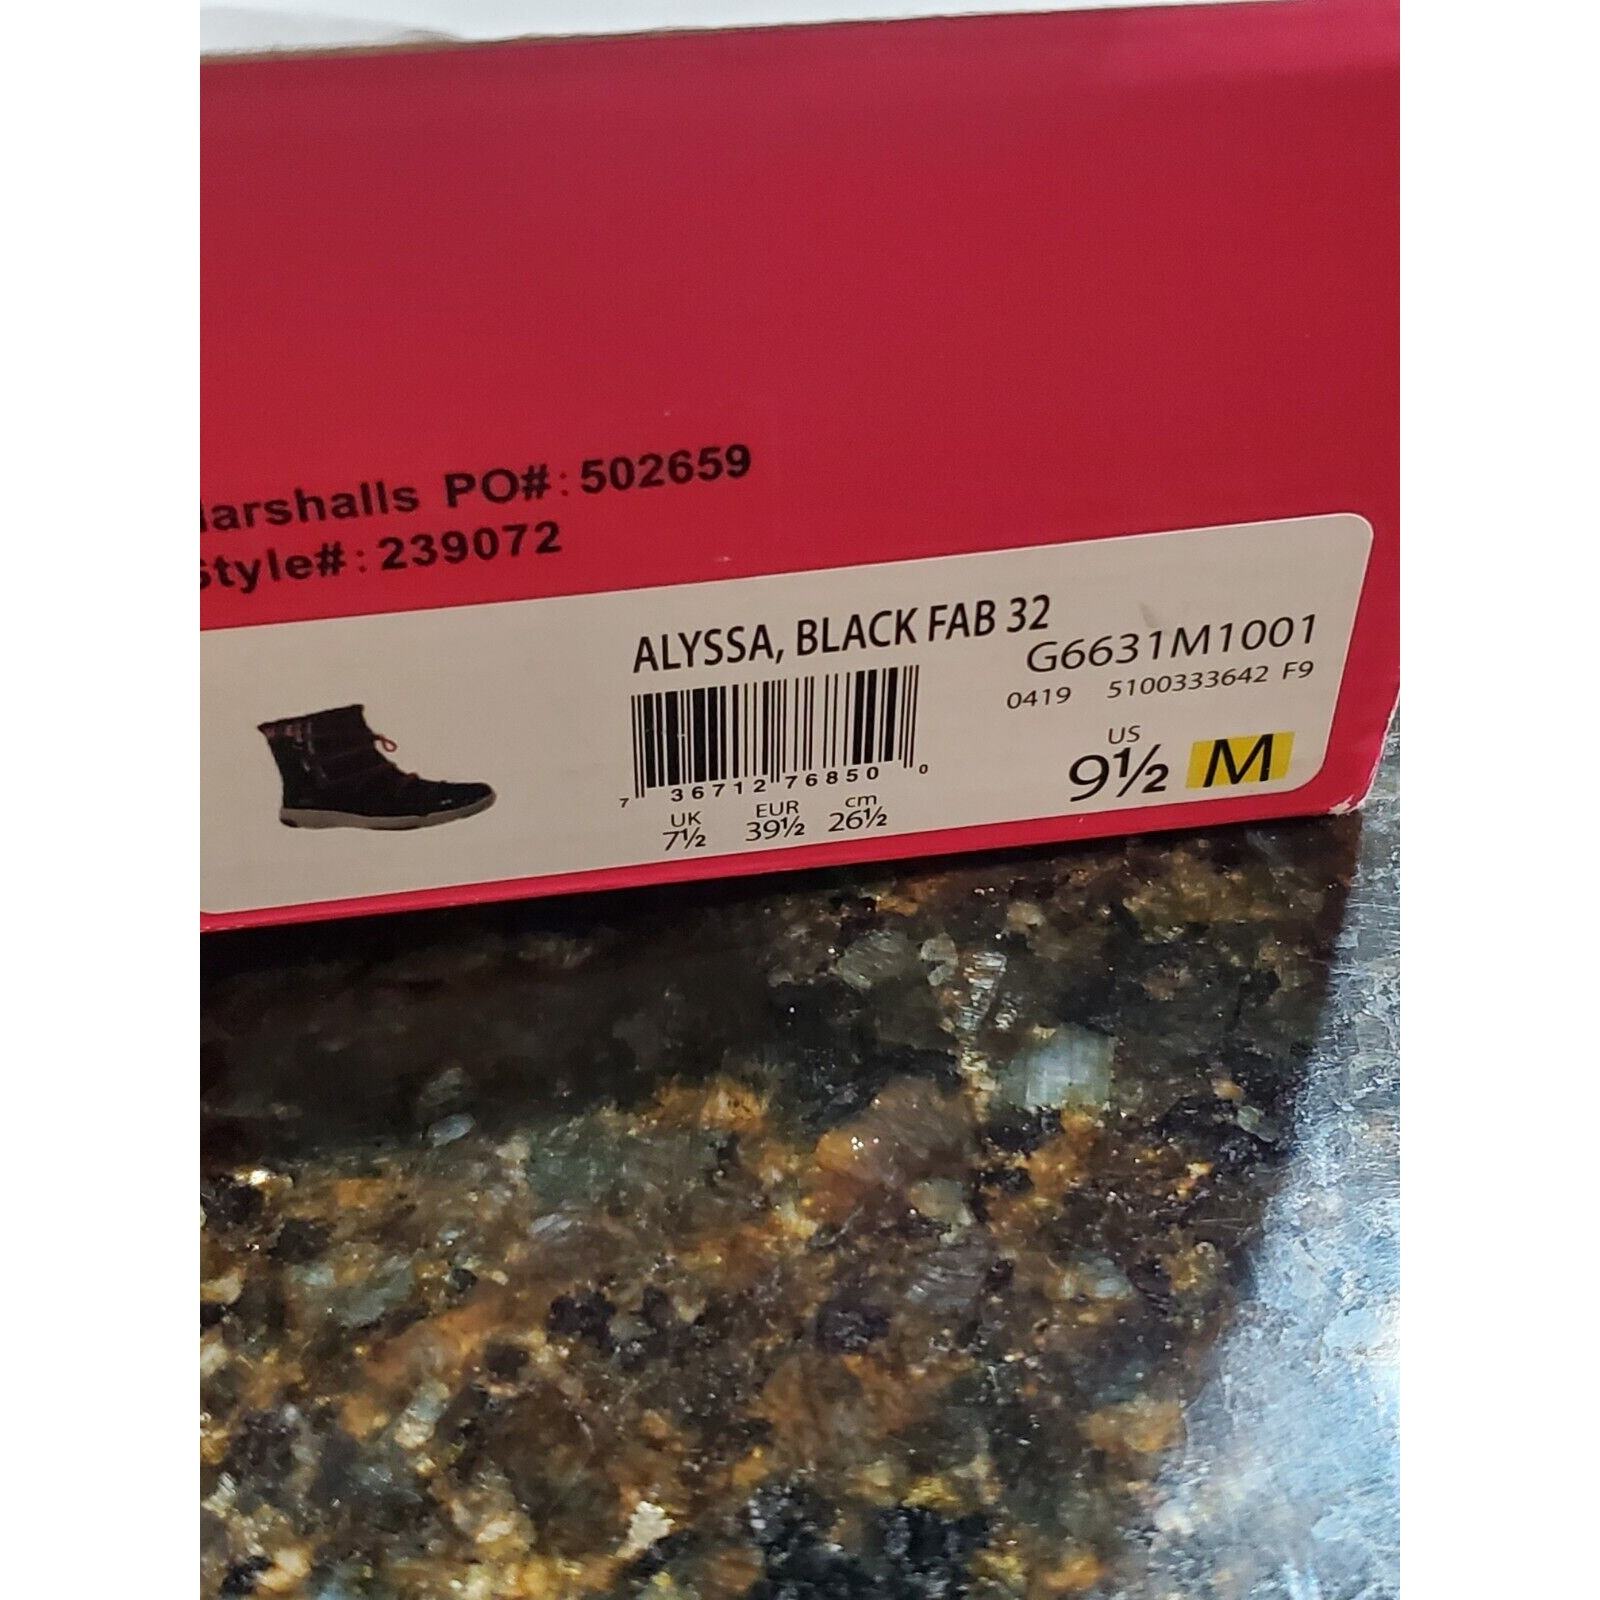 Marshalls PO#: 502659
Style#: 239072
ALYSSA, BLACK FAB 32
G6631M1001
0419 5100333642 F9
7 36712 76850 0
UK EUR cm
7½ 39½ 26½
US
9½ M